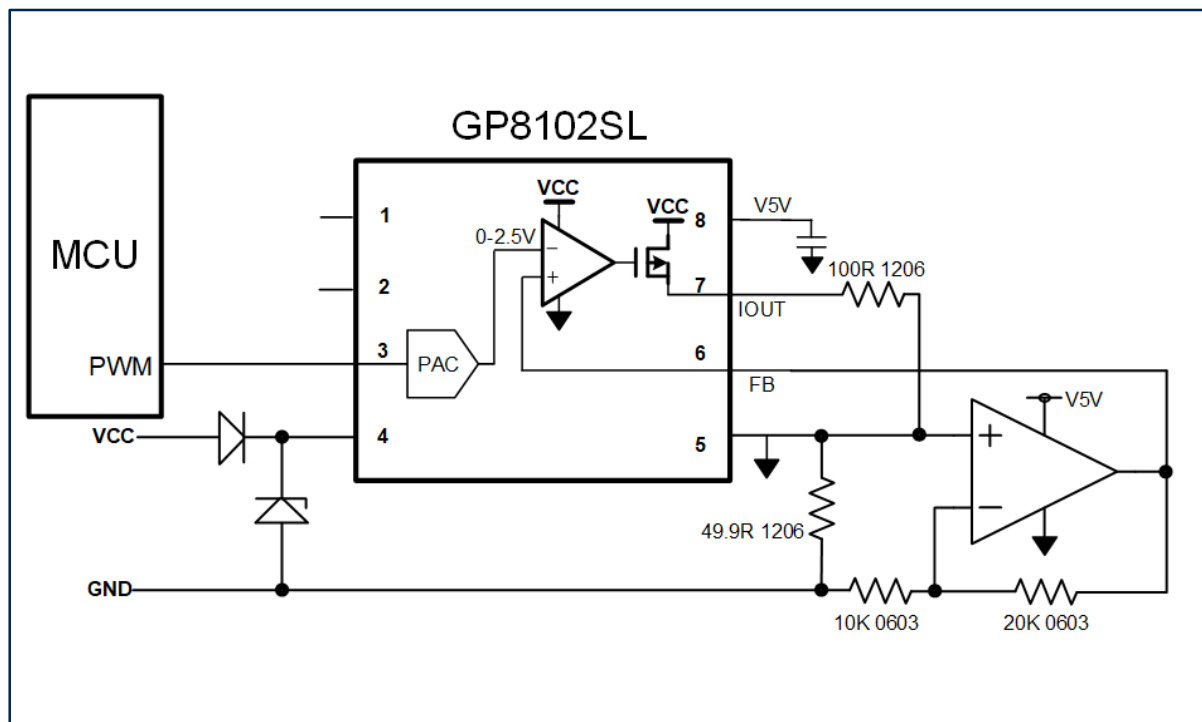 GP8102SL
MCU
PWM
VCC
GND
1
2
3
4
PAC
0-2.5V
VCC
VCC
−
+
8
7
6
5
V5V
IOUT
FB
100R 1206
49.9R 1206
V5V
+
−
10K 0603
20K 0603